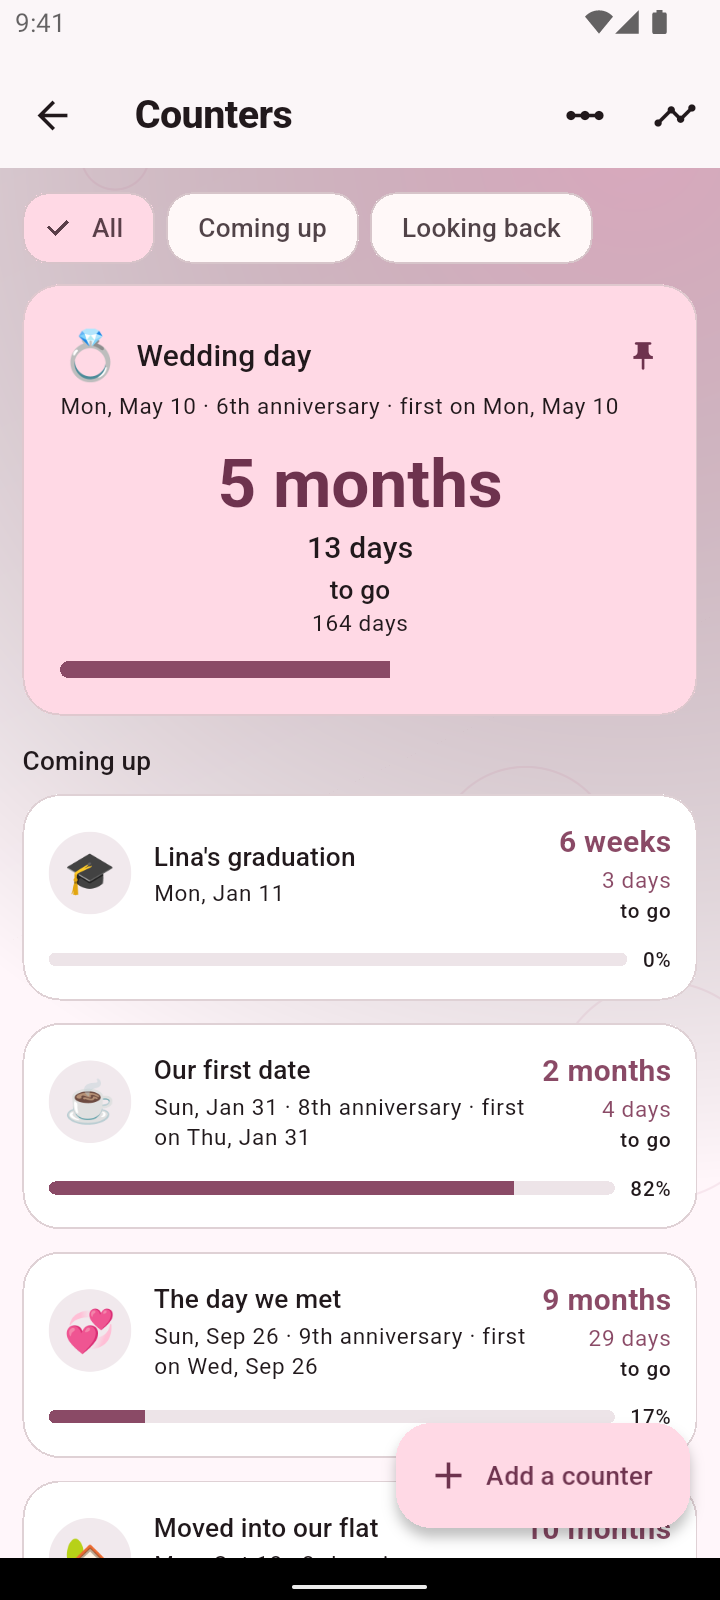 9:41
Counters
All
Coming up
Looking back
Wedding day
Mon, May 10 · 6th anniversary · first on Mon, May 10
5 months
13 days
to go
164 days
Coming up
Lina's graduation
Mon, Jan 11
6 weeks
3 days
to go
0%
Our first date
Sun, Jan 31 · 8th anniversary · first
on Thu, Jan 31
2 months
4 days
to go
82%
The day we met
Sun, Sep 26 · 9th anniversary · first
on Wed, Sep 26
9 months
29 days
to go
17%
Add a counter
Moved into our flat
10 months